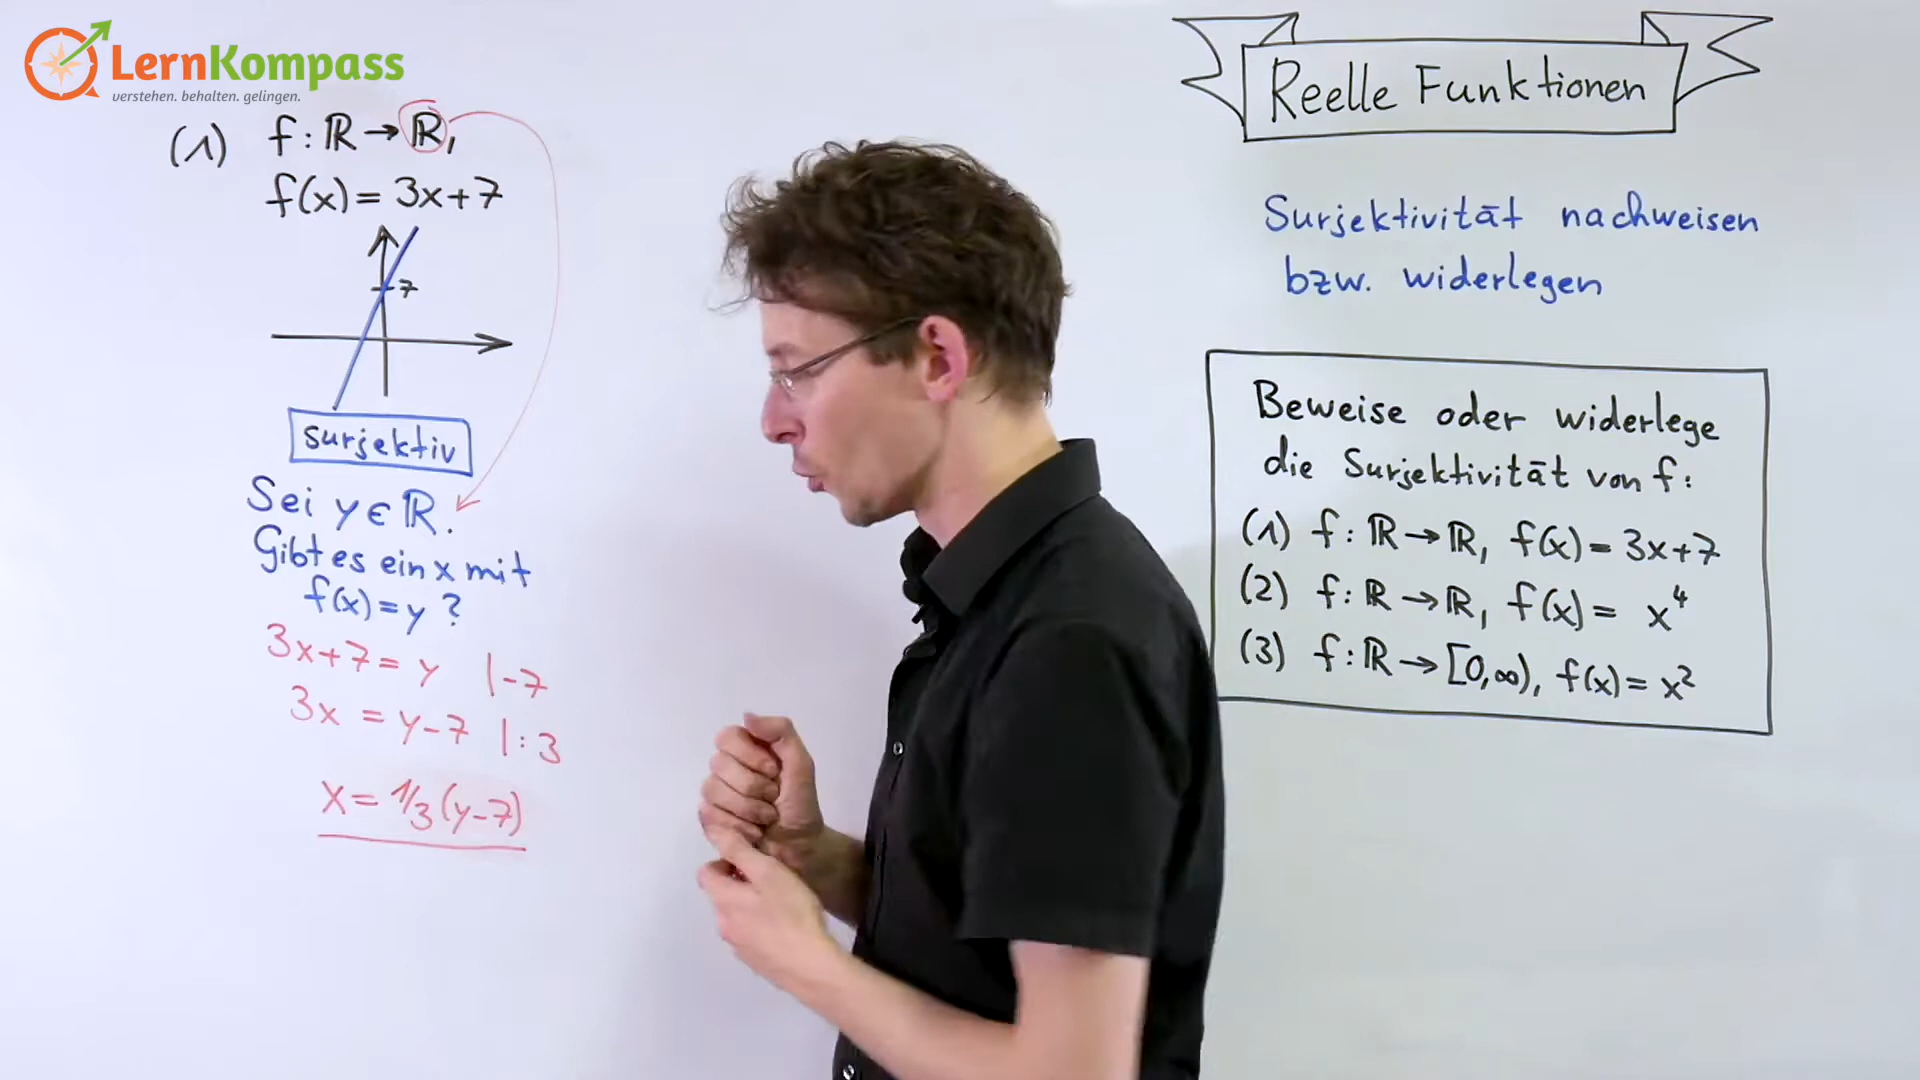 LernKompass
verstehen. behalten. gelingen.
(1) f: ℝ → ℝ,
f(x) = 3x+7
7
surjektiv
Sei y ∈ ℝ.
Gibt es ein x mit
f(x) = y ?
3x+7 = y |-7
3x = y-7 |:3
x = 1/3 (y-7)
Reelle Funktionen
Surjektivität nachweisen
bzw. widerlegen
Beweise oder widerlege
die Surjektivität von f:
(1) f: ℝ → ℝ, f(x) = 3x+7
(2) f: ℝ → ℝ, f(x) = x⁴
(3) f: ℝ → [0,∞), f(x) = x²